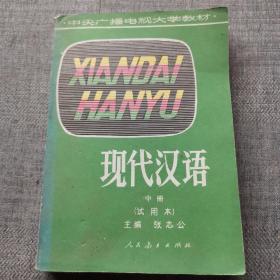 中央广播电视大学教材
XIANDAI
HANYU
现代汉语
中册
(试用本)
主编 张志公
人民教育出版社